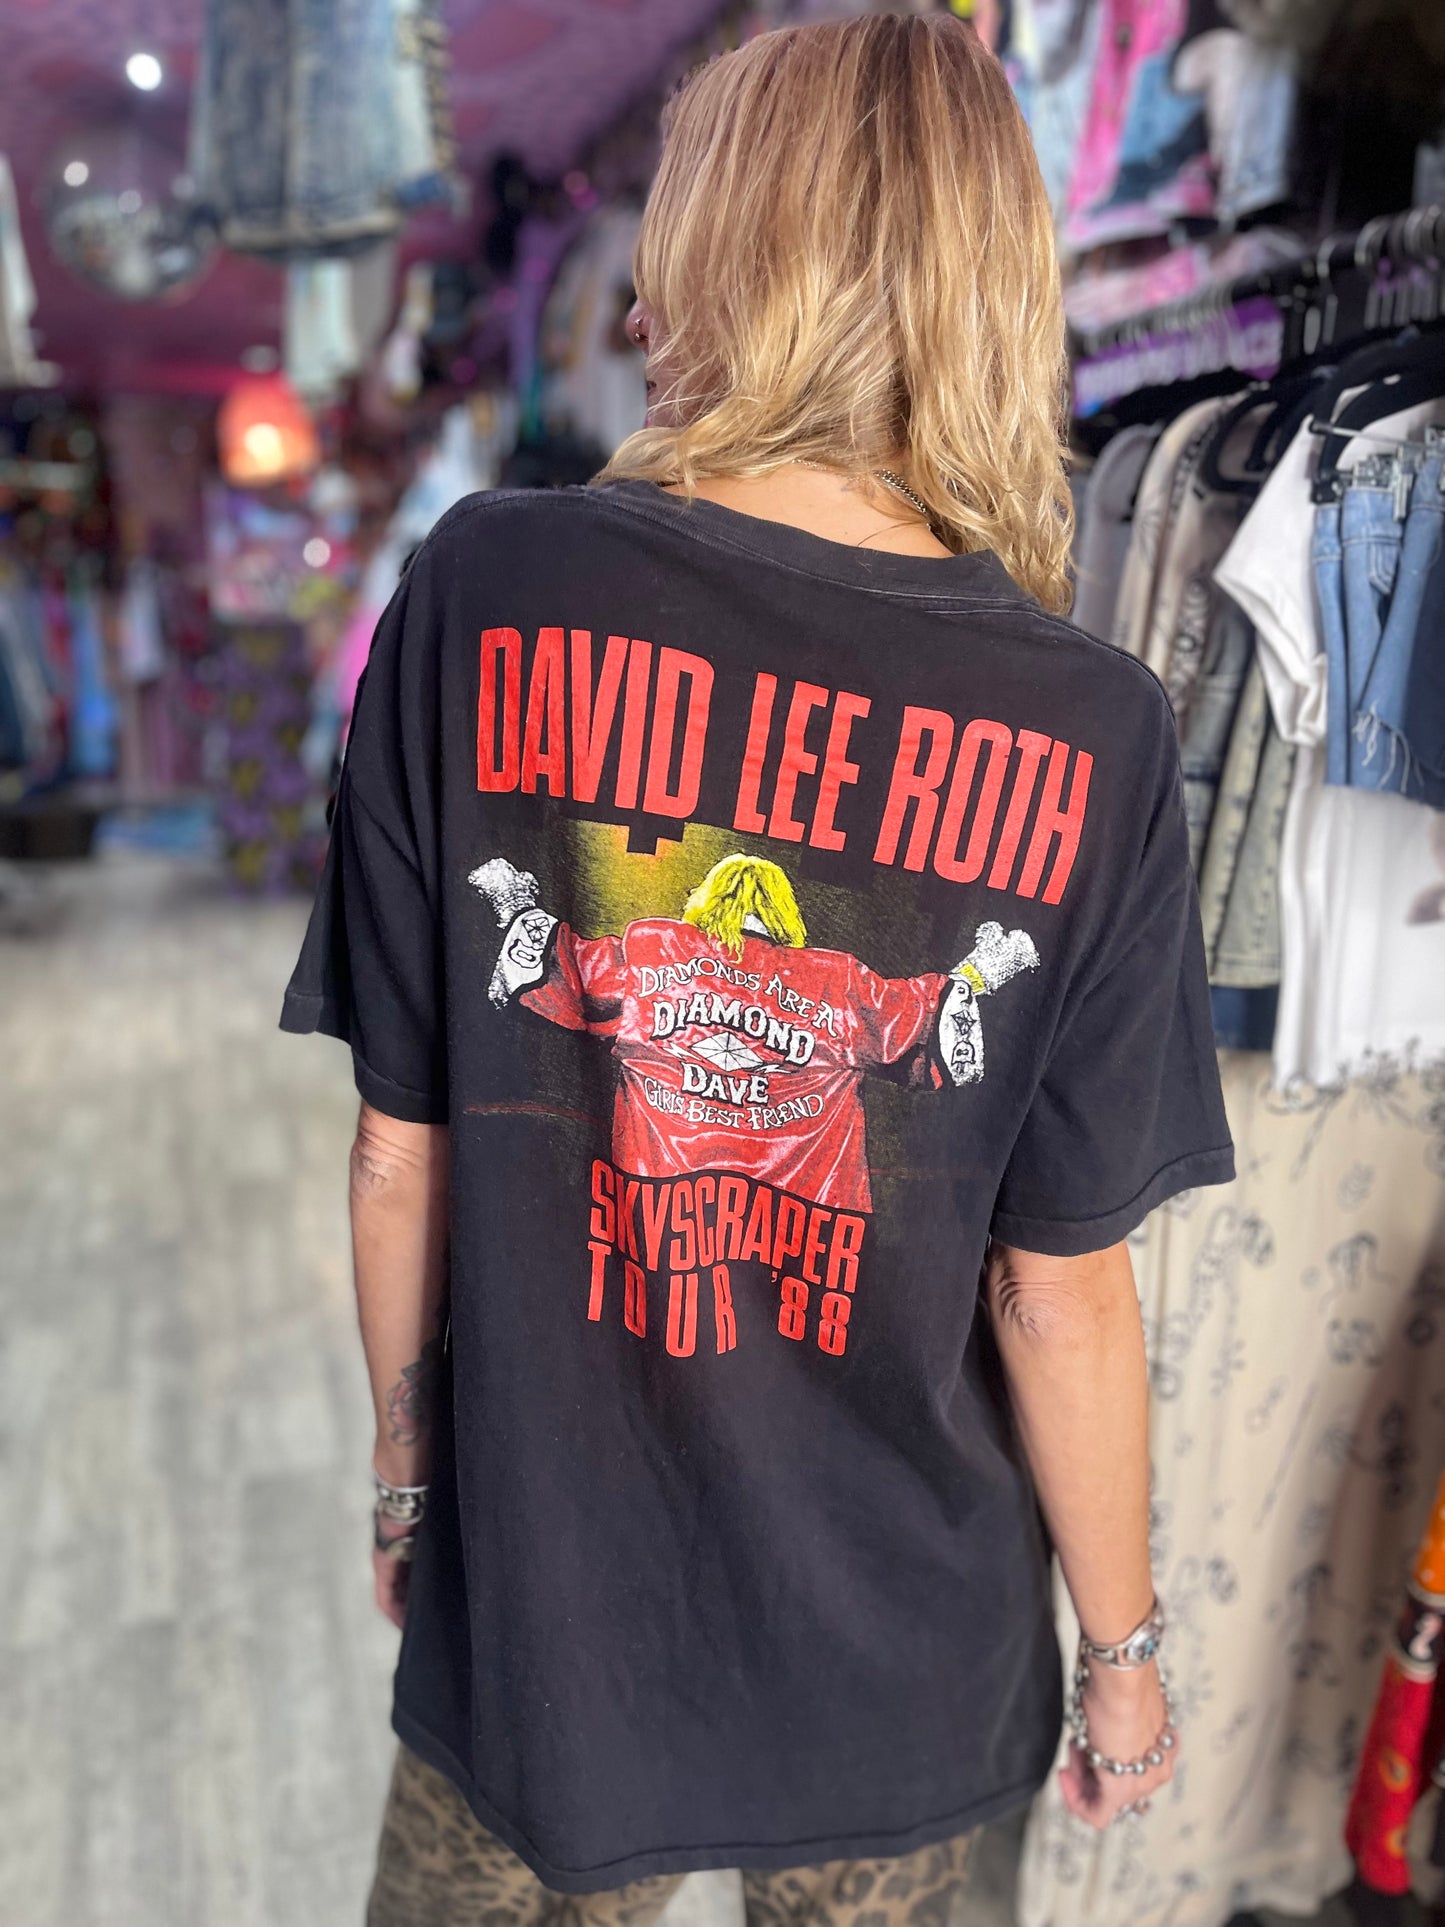 DAVID LEE ROTH
DIAMONDS ARE A
DIAMOND
DAVE
GIRLS BEST FRIEND
SKYSCRAPER
TOUR '88